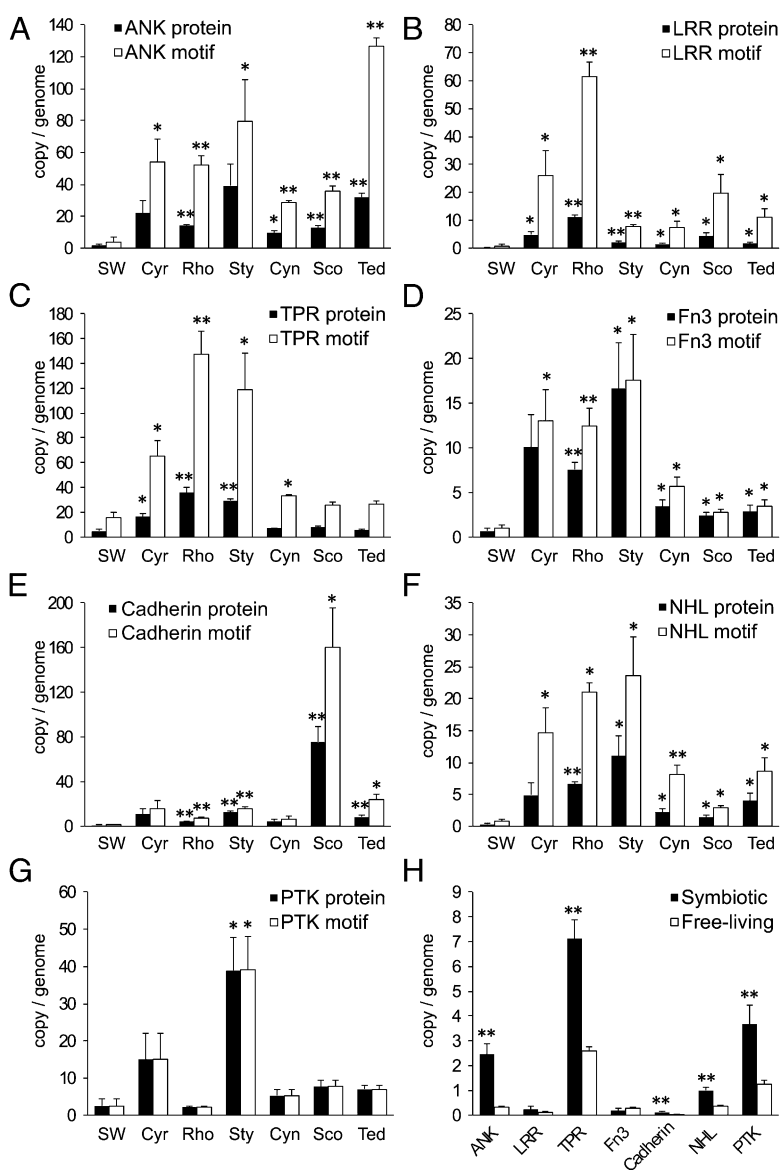 A
ANK protein
ANK motif
copy / genome
140
120
100
80
60
40
20
0
* ** * * ** ** ** ** **
SW Cyr Rho Sty Cyn Sco Ted
B
LRR protein
LRR motif
copy / genome
80
70
60
50
40
30
20
10
0
* * ** ** ** ** * * * * * *
SW Cyr Rho Sty Cyn Sco Ted
C
TPR protein
TPR motif
copy / genome
180
160
140
120
100
80
60
40
20
0
* * ** ** ** * *
SW Cyr Rho Sty Cyn Sco Ted
D
Fn3 protein
Fn3 motif
copy / genome
25
20
15
10
5
0
* ** ** * * * * * * * *
SW Cyr Rho Sty Cyn Sco Ted
E
Cadherin protein
Cadherin motif
copy / genome
200
160
120
80
40
0
** ** ** ** ** * ** *
SW Cyr Rho Sty Cyn Sco Ted
F
NHL protein
NHL motif
copy / genome
35
30
25
20
15
10
5
0
* ** * * * * ** * * * *
SW Cyr Rho Sty Cyn Sco Ted
G
PTK protein
PTK motif
copy / genome
60
50
40
30
20
10
0
* *
SW Cyr Rho Sty Cyn Sco Ted
H
Symbiotic
Free-living
copy / genome
9
8
7
6
5
4
3
2
1
0
** ** ** ** **
ANK LRR TPR Fn3 Cadherin NHL PTK